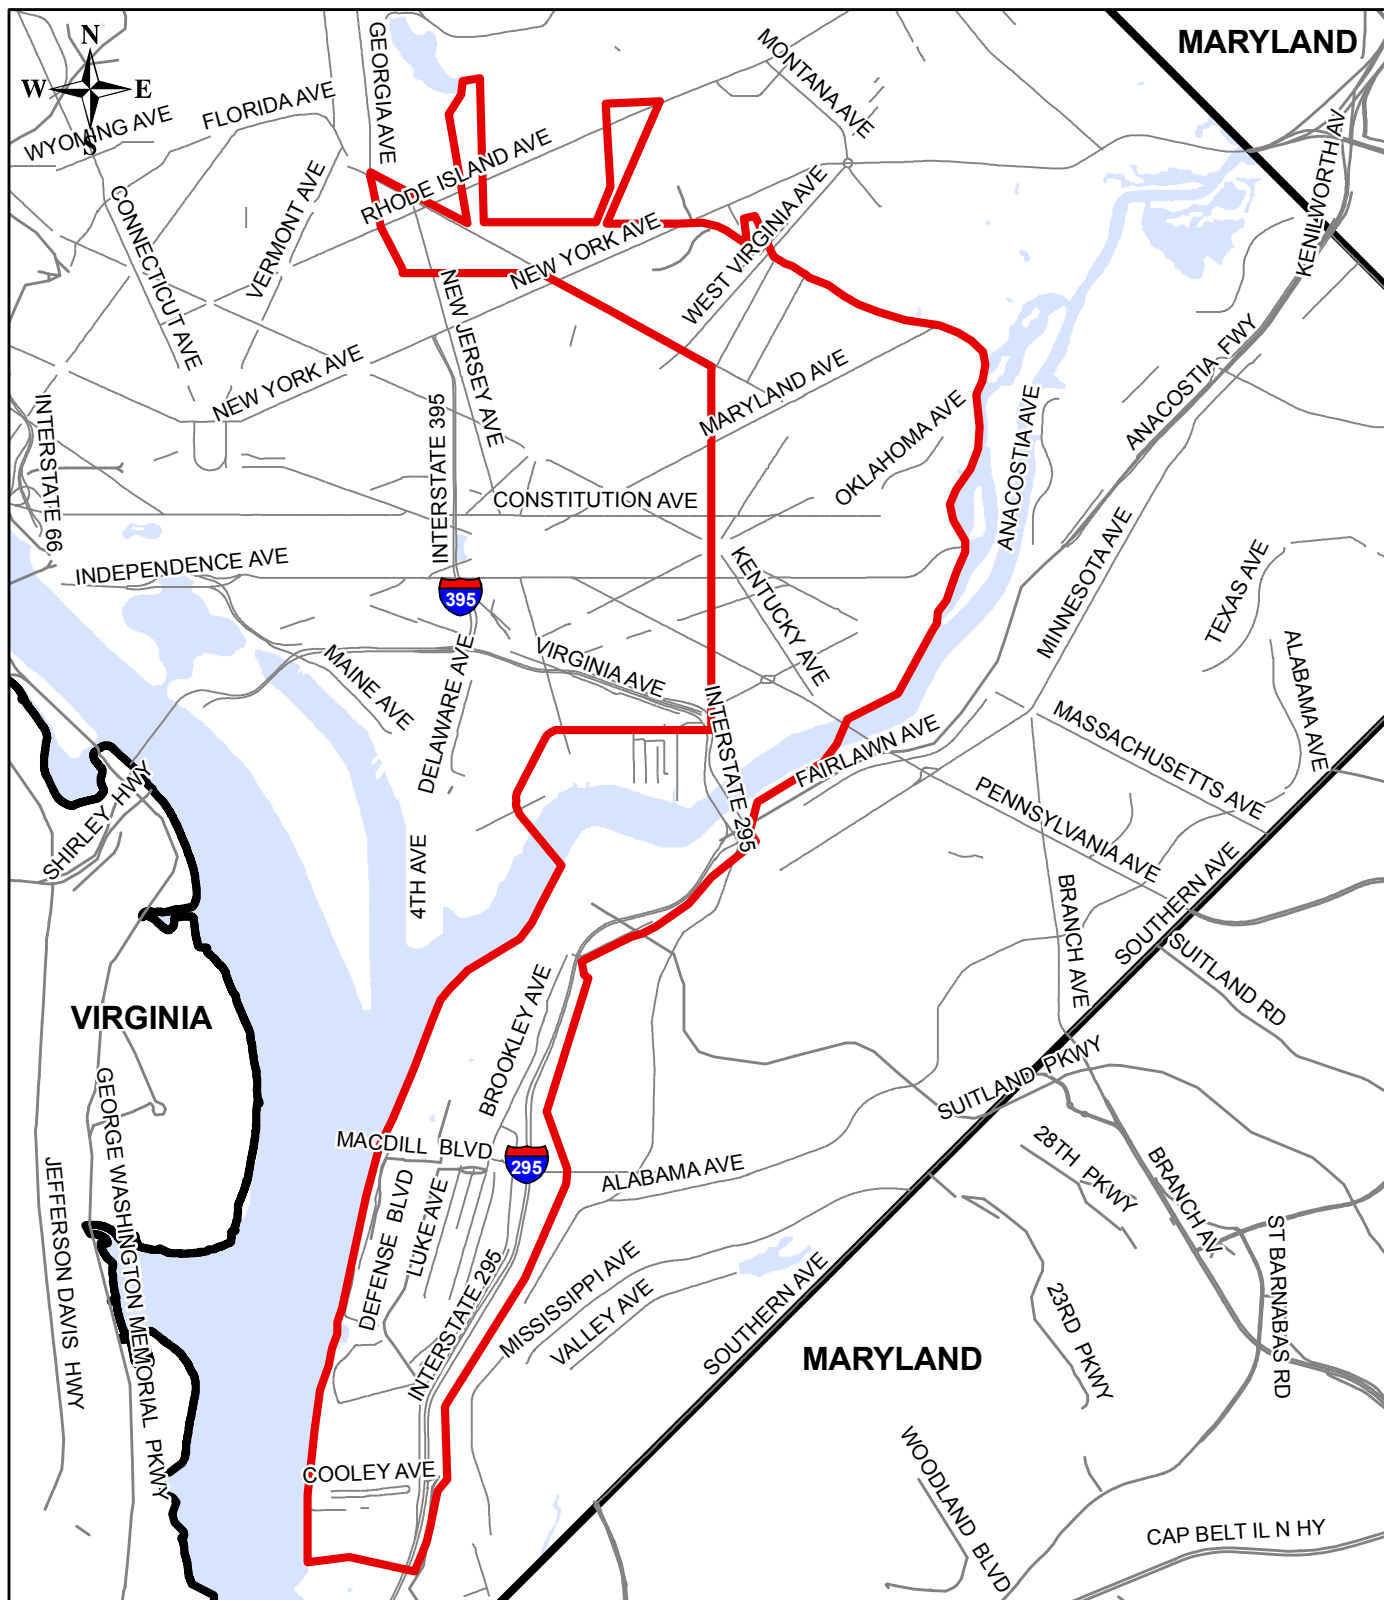 MARYLAND
N
W
E
S
GEORGIA AVE
MONTANA AVE
FLORIDA AVE
WYOMING AVE
KENILWORTH AV
RHODE ISLAND AVE
VERMONT AVE
CONNECTICUT AVE
WEST VIRGINIA AVE
NEW YORK AVE
NEW JERSEY AVE
NEW YORK AVE
ANACOSTIA FWY
MARYLAND AVE
OKLAHOMA AVE
ANACOSTIA AVE
INTERSTATE 66
INTERSTATE 395
CONSTITUTION AVE
INDEPENDENCE AVE
395
KENTUCKY AVE
MINNESOTA AVE
TEXAS AVE
ALABAMA AVE
VIRGINIA AVE
MAINE AVE
DELAWARE AVE
INTERSTATE 295
FAIRLAWN AVE
MASSACHUSETTS AVE
PENNSYLVANIA AVE
SHIRLEY HWY
4TH AVE
BRANCH AVE
SOUTHERN AVE
SUITLAND RD
VIRGINIA
BROOKLEY AVE
SUITLAND PKWY
GEORGE WASHINGTON MEMORIAL PKWY
MACDILL BLVD
295
ALABAMA AVE
28TH PKWY
BRANCH AV.
JEFFERSON DAVIS HWY
DEFENSE BLVD
LUKE AVE
INTERSTATE 295
MISSISSIPPI AVE
VALLEY AVE
SOUTHERN AVE
23RD PKWY
ST BARNABAS RD
MARYLAND
COOLEY AVE
WOODLAND BLVD
CAP BELT IL N HY